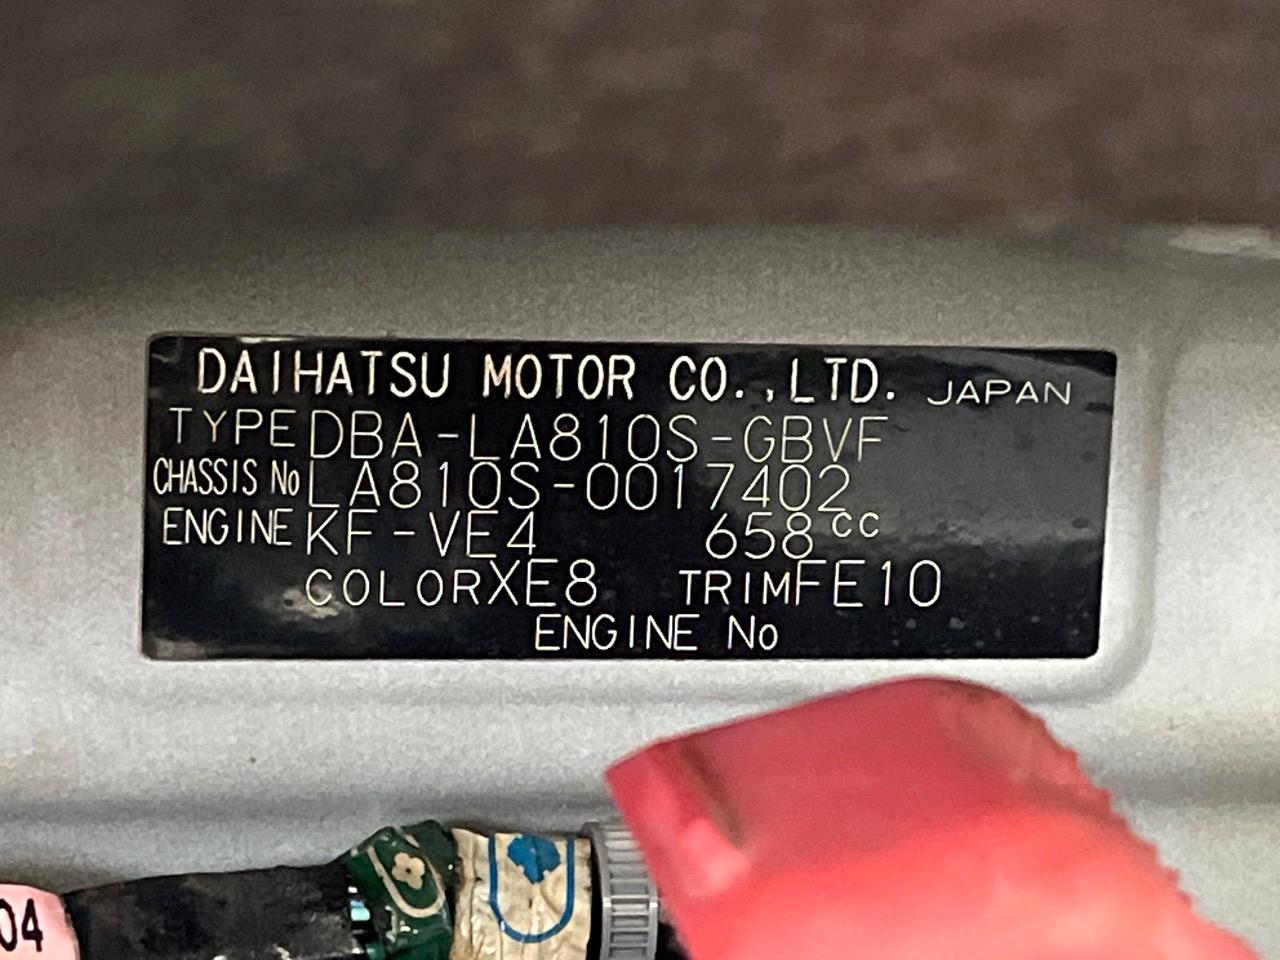 DAIHATSU MOTOR CO.,LTD. JAPAN
TYPE DBA-LA810S-GBVF
CHASSIS No LA810S-0017402
ENGINE KF-VE4 658cc
COLOR XE8 TRIM FE10
ENGINE No
04